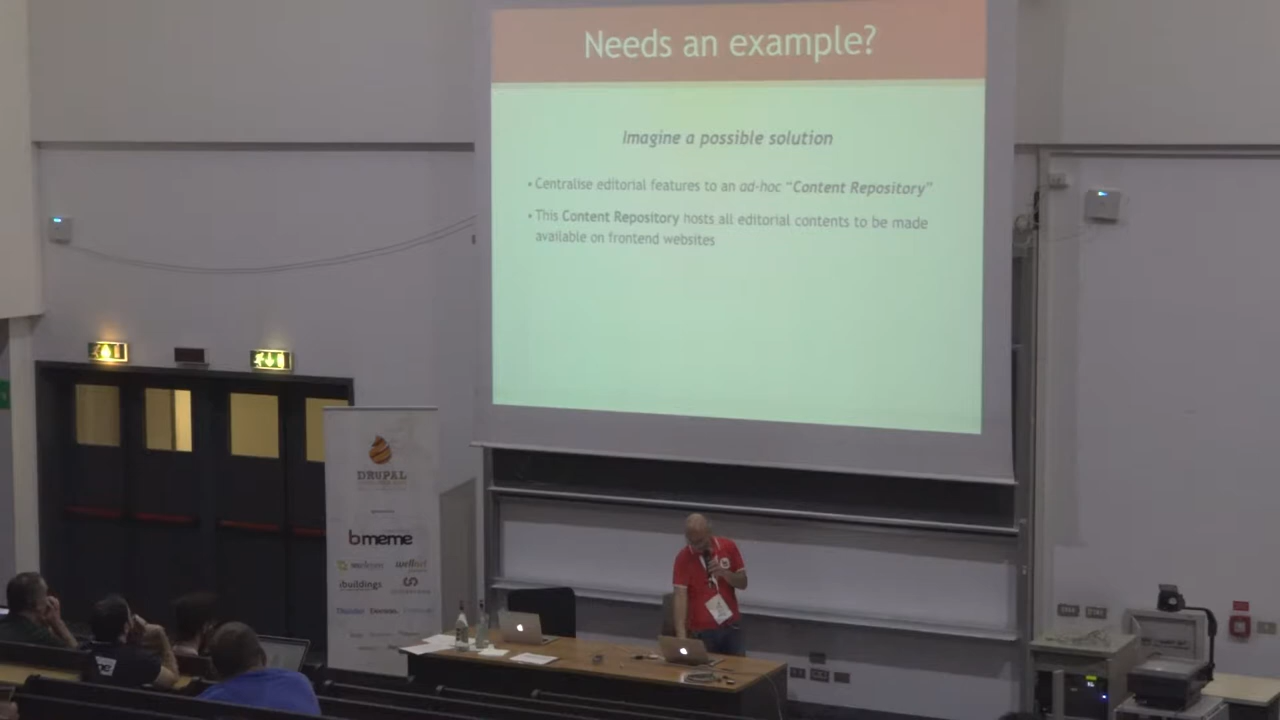 Needs an example?
Imagine a possible solution
• Centralise editorial features to an ad-hoc “Content Repository”
• This Content Repository hosts all editorial contents to be made
available on frontend websites
DRUPAL
bmeme
ibuildings